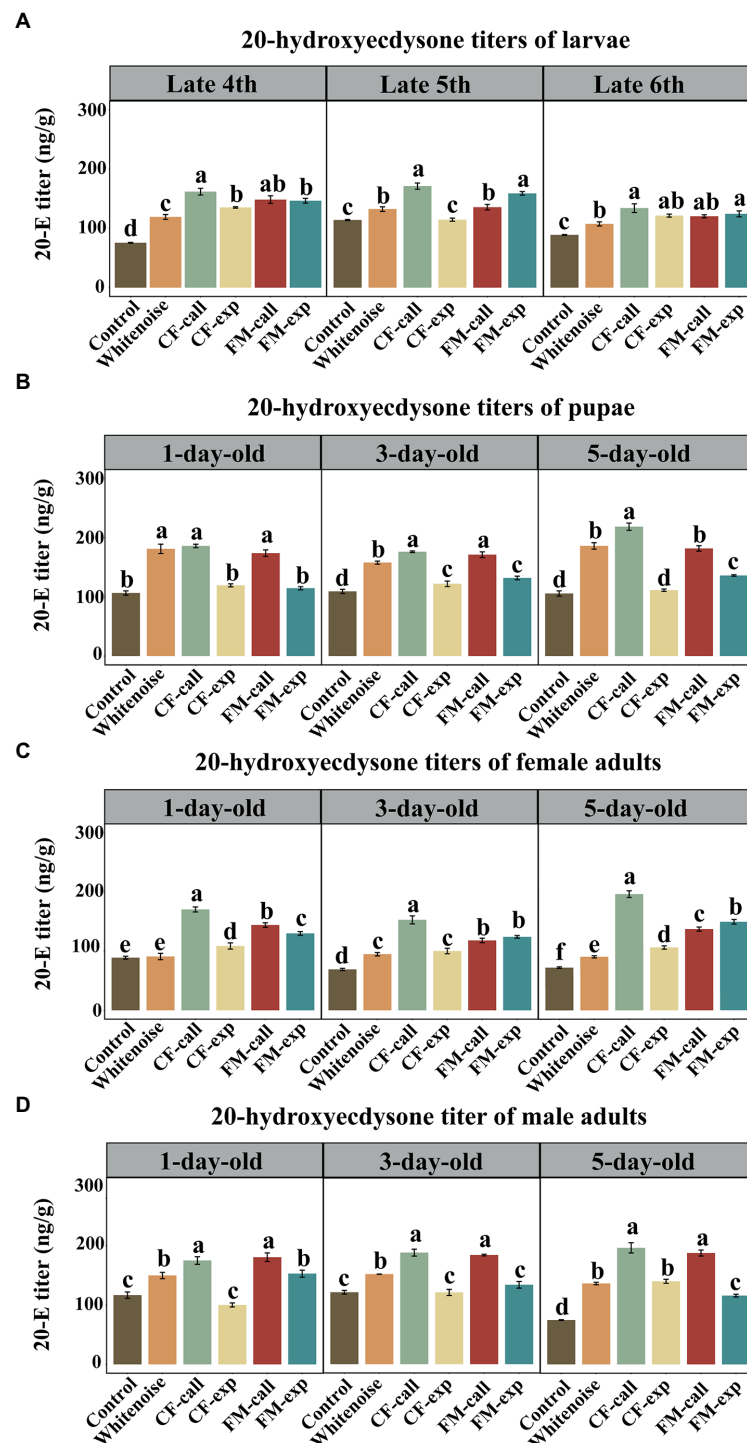 A
20-hydroxyecdysone titers of larvae
Late 4th Late 5th Late 6th
20-E titer (ng/g)
300
200
100
0
d c a b ab b c b a c b a c b a ab ab a
Control Whitenoise CF-call CF-exp FM-call FM-exp Control Whitenoise CF-call CF-exp FM-call FM-exp Control Whitenoise CF-call CF-exp FM-call FM-exp
B
20-hydroxyecdysone titers of pupae
1-day-old 3-day-old 5-day-old
20-E titer (ng/g)
300
200
100
0
b a a b a b d b a c a c d b a d b c
Control Whitenoise CF-call CF-exp FM-call FM-exp Control Whitenoise CF-call CF-exp FM-call FM-exp Control Whitenoise CF-call CF-exp FM-call FM-exp
C
20-hydroxyecdysone titers of female adults
1-day-old 3-day-old 5-day-old
20-E titer (ng/g)
300
200
100
0
e e a d b c d c a c b b f e a d c b
Control Whitenoise CF-call CF-exp FM-call FM-exp Control Whitenoise CF-call CF-exp FM-call FM-exp Control Whitenoise CF-call CF-exp FM-call FM-exp
D
20-hydroxyecdysone titer of male adults
1-day-old 3-day-old 5-day-old
20-E titer (ng/g)
300
200
100
0
c b a c a b c b a c a c d b a b a c
Control Whitenoise CF-call CF-exp FM-call FM-exp Control Whitenoise CF-call CF-exp FM-call FM-exp Control Whitenoise CF-call CF-exp FM-call FM-exp